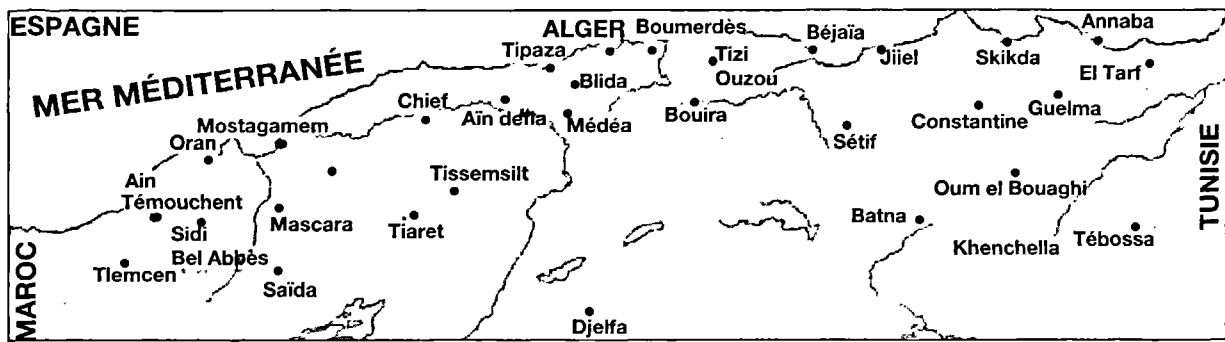 ESPAGNE
MER MÉDITERRANÉE
ALGER
Boumerdès
Tipaza
Tizi
Ouzou
Béjaïa
Jiiel
Skikda
Annaba
El Tarf
Blida
Chief
Aïn della
Médéa
Bouira
Sétif
Constantine
Guelma
Mostagamem
Oran
Ain
Témouchent
Sidi
Bel Abbès
Mascara
Tissemsilt
Tiaret
Oum el Bouaghi
Batna
Khenchella
Tébossa
Tlemcen
Saïda
Djelfa
MAROC
TUNISIE